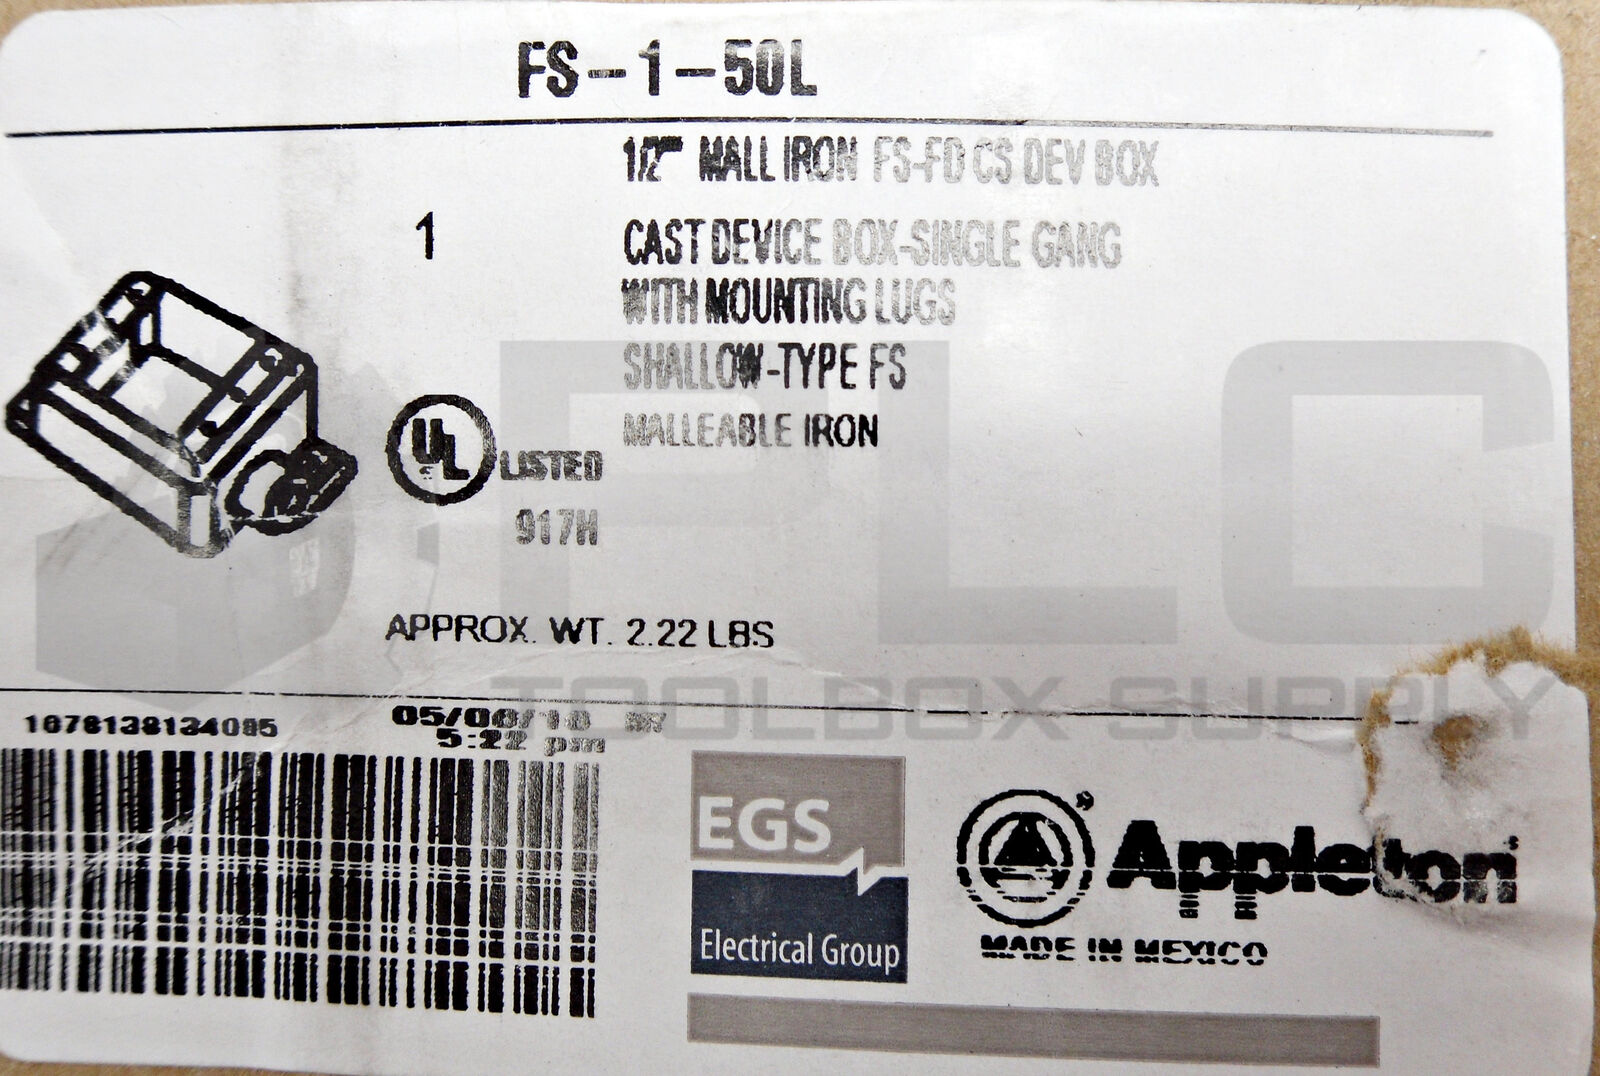 FS-1-50L
1/2" MALL IRON FS-FD CS DEV BOX
1
CAST DEVICE BOX-SINGLE GANG
WITH MOUNTING LUGS
SHALLOW-TYPE FS
MALLEABLE IRON
UL LISTED
917H
APPROX. WT. 2.22 LBS
PLC
TOOLBOX SUPPLY
5:22 pm
EGS
Electrical Group
Appleton
MADE IN MEXICO